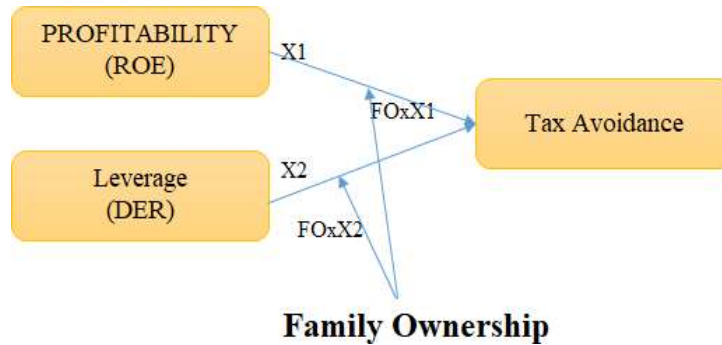 PROFITABILITY
(ROE)
X1
FOxX1
Tax Avoidance
Leverage
(DER)
X2
FOxX2
Family Ownership